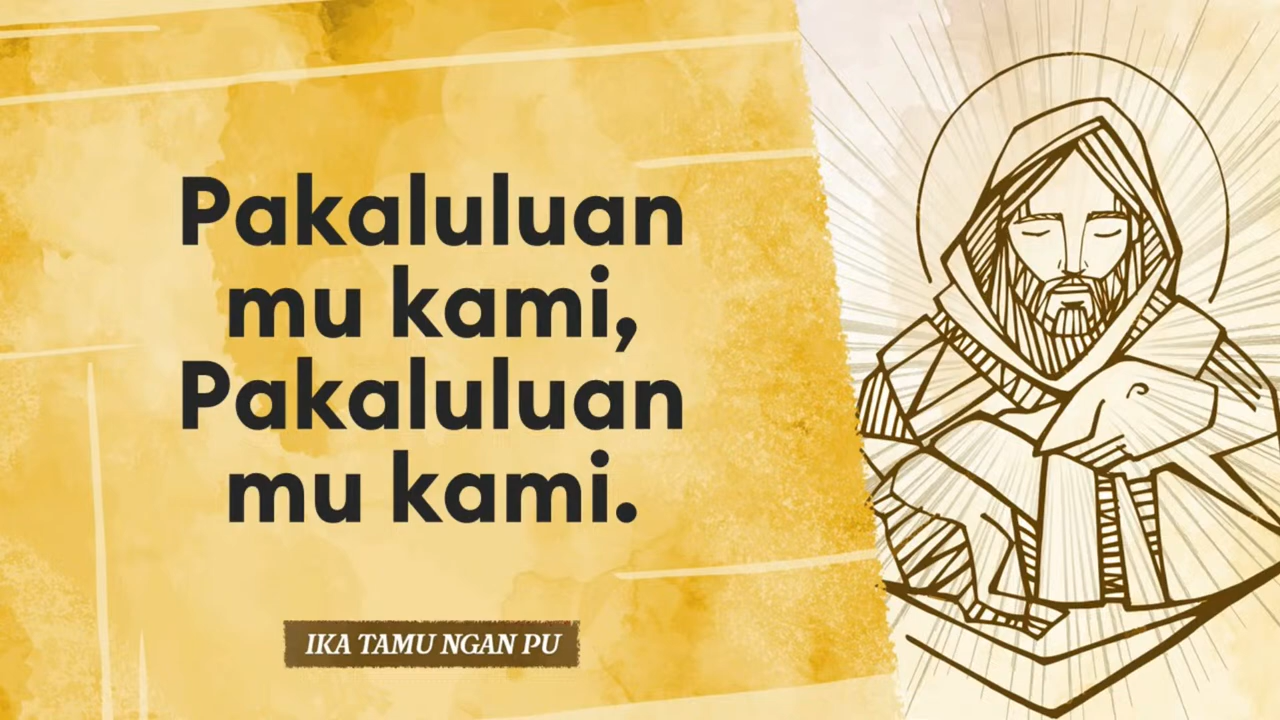 Pakaluluan
mu kami,
Pakaluluan
mu kami.
IKA TAMU NGAN PU